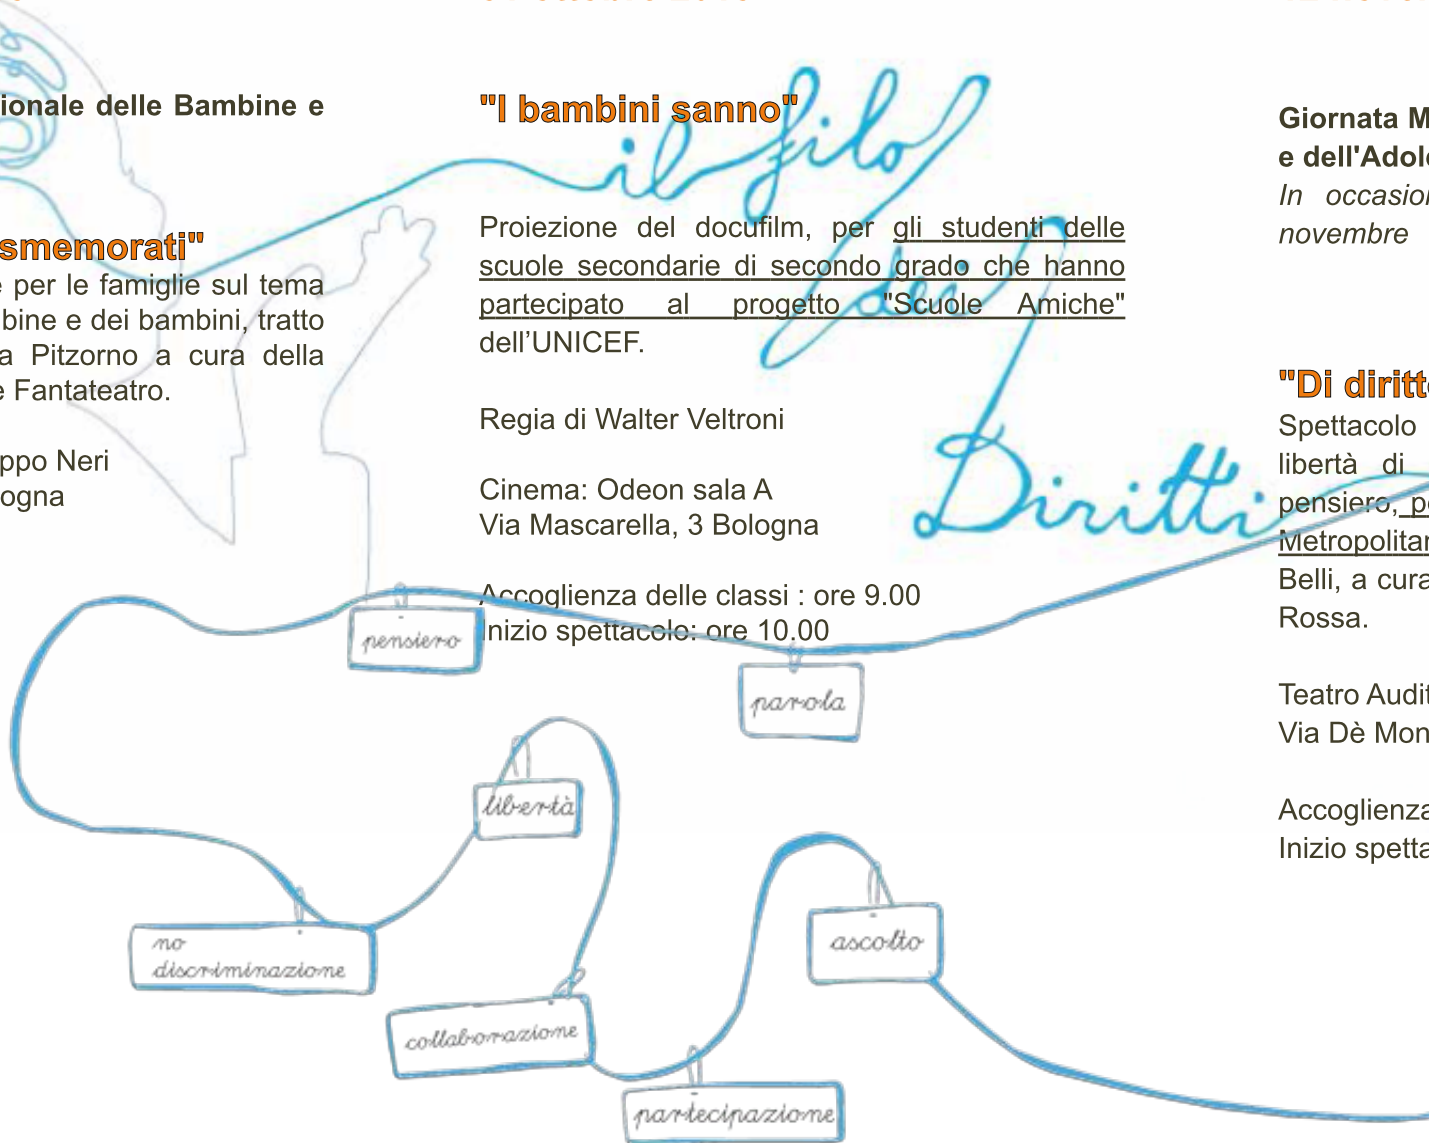 ionale delle Bambine e
smemorati"
e per le famiglie sul tema
bine e dei bambini, tratto
a Pitzorno a cura della
e Fantateatro.
ppo Neri
ogna
"I bambini sanno"
il filo
dei
Diritti
Proiezione del docufilm, per gli studenti delle
scuole secondarie di secondo grado che hanno
partecipato al progetto "Scuole Amiche"
dell’UNICEF.
Regia di Walter Veltroni
Cinema: Odeon sala A
Via Mascarella, 3 Bologna
Accoglienza delle classi : ore 9.00
Inizio spettacolo: ore 10.00
Giornata M
e dell'Adol
In occasion
novembre
"Di diritto
Spettacolo
libertà di
pensiero, pe
Metropolitan
Belli, a cura
Rossa.
Teatro Audit
Via Dè Mon
Accoglienza
Inizio spetta
pensiero
parola
libertà
no
discriminazione
ascolto
collaborazione
partecipazione